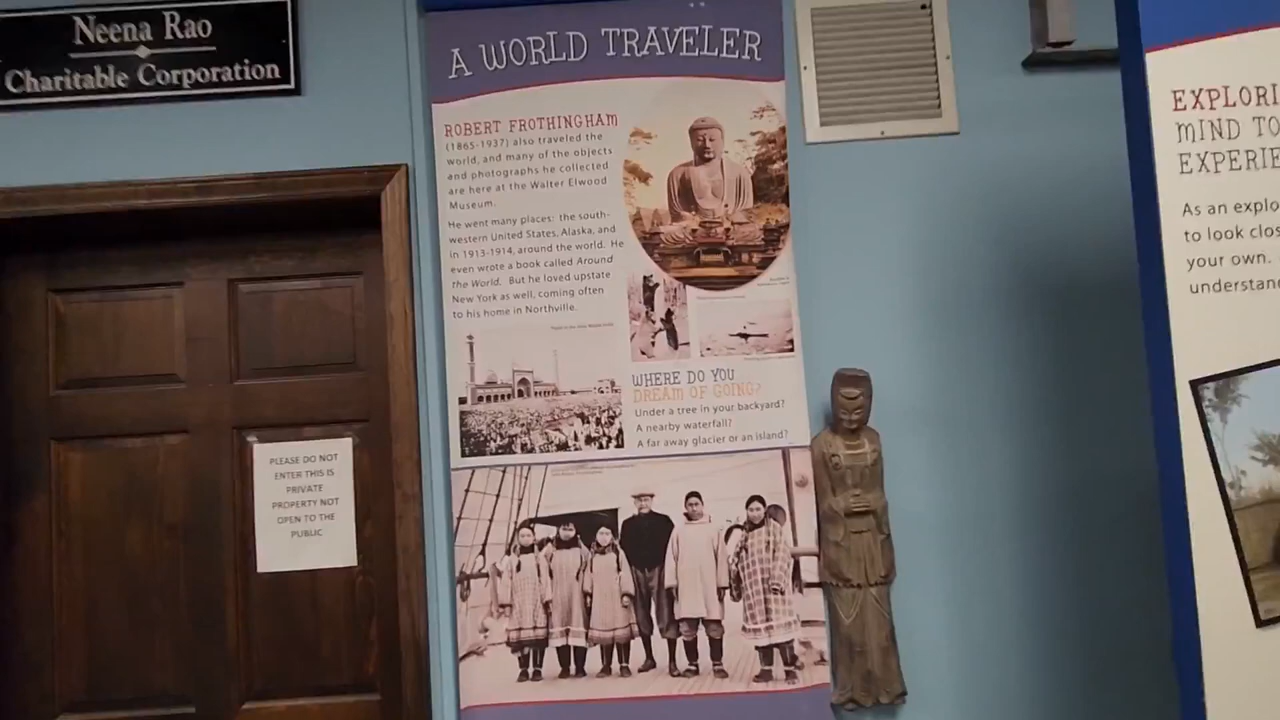 Neena Rao
Charitable Corporation
PLEASE DO NOT
ENTER THIS IS
PRIVATE
PROPERTY NOT
OPEN TO THE
PUBLIC
A WORLD TRAVELER
ROBERT FROTHINGHAM
(1865-1937) also traveled the
world, and many of the objects
and photographs he collected
are here at the Walter Elwood
Museum.
He went many places: the south-
western United States, Alaska, and
in 1913-1914, around the world. He
even wrote a book called Around
the World. But he loved upstate
New York as well, coming often
to his home in Northville.
WHERE DO YOU
DREAM OF GOING?
Under a tree in your backyard?
A nearby waterfall?
A far away glacier or an island?
EXPLORI
MIND TO
EXPERIE
As an explo
to look clos
your own.
understand